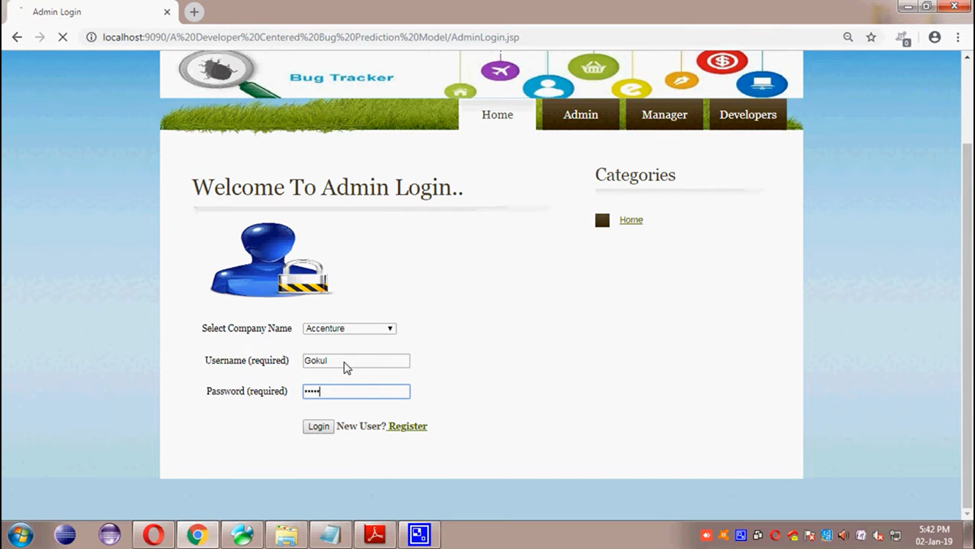 Admin Login
localhost:9090/A%20Developer%20Centered%20Bug%20Prediction%20Model/AdminLogin.jsp
Bug Tracker
Home
Admin
Manager
Developers
Welcome To Admin Login..
Categories
Home
Select Company Name
Accenture
Username (required)
Gokul
Password (required)
•••••
Login New User? Register
5:42 PM
02-Jan-19